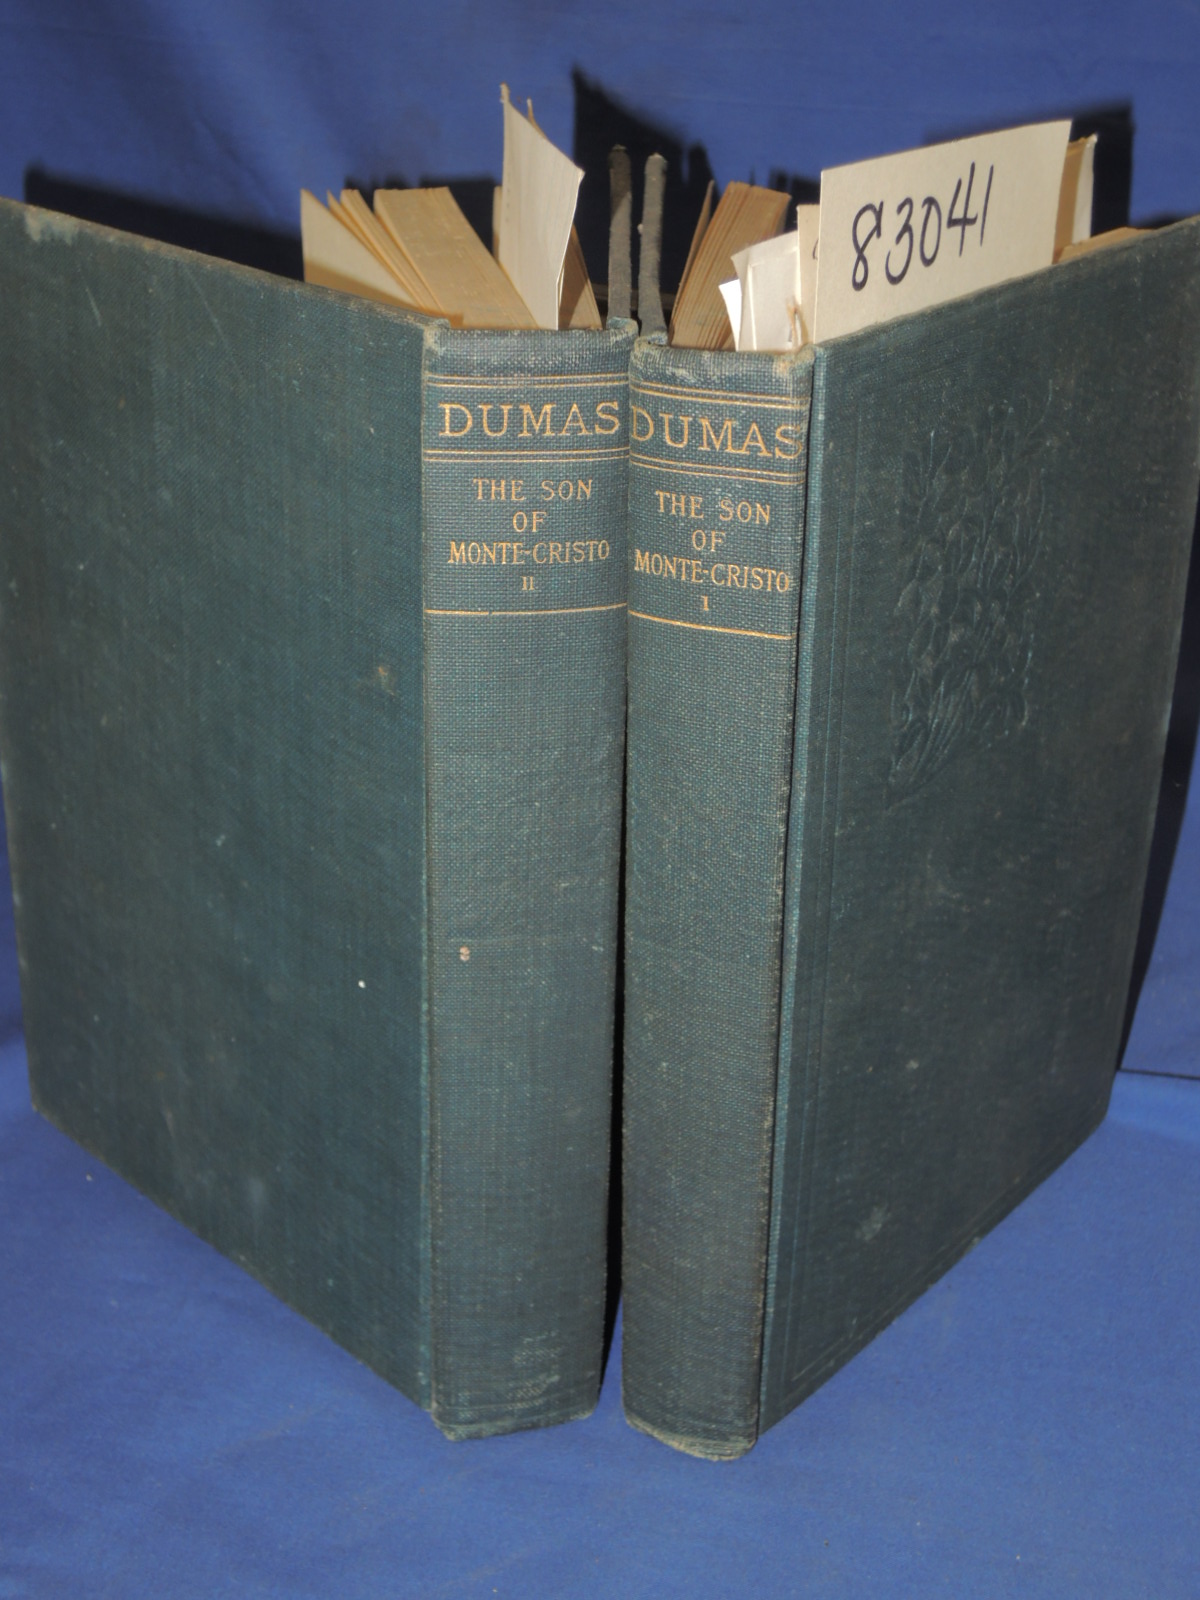 83041
DUMAS
THE SON
OF
MONTE-CRISTO
II
DUMAS
THE SON
OF
MONTE-CRISTO
I